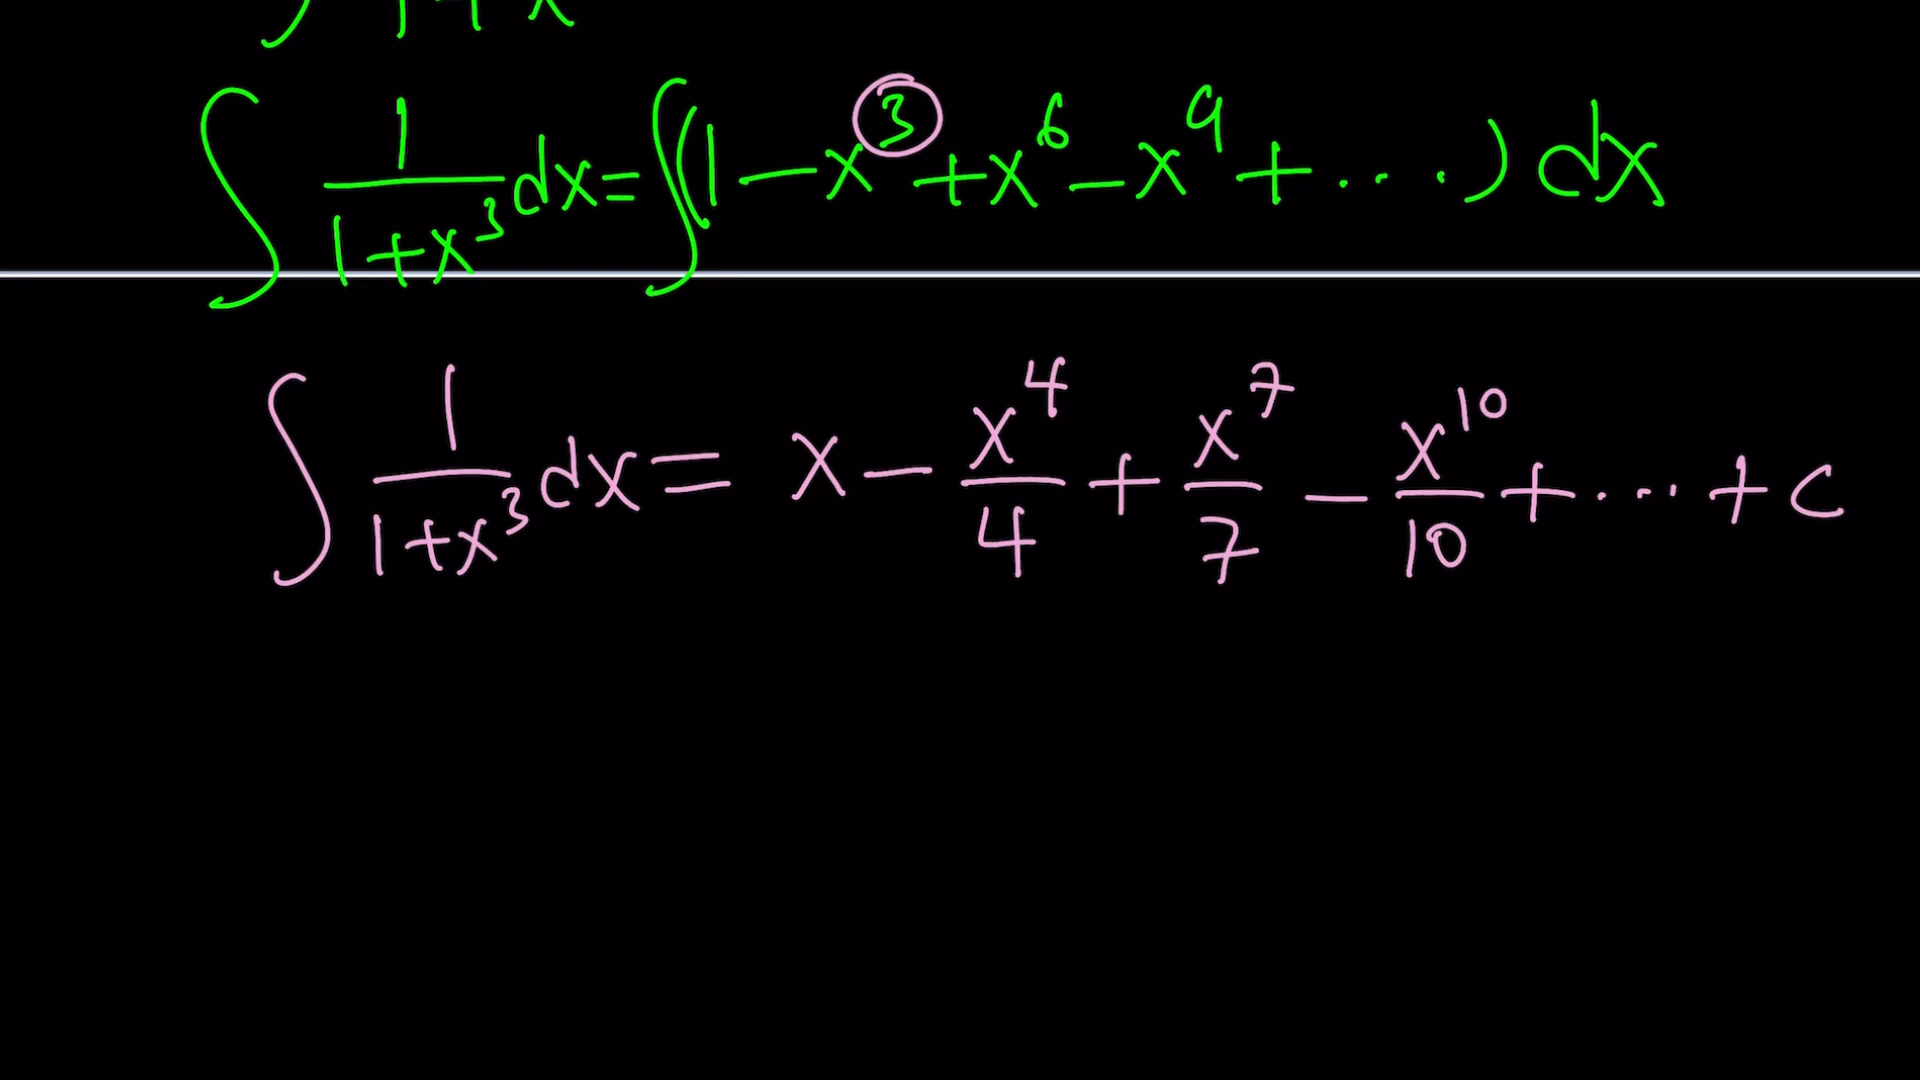 ∫ 1/(1+x³) dx = ∫(1 − x³ + x⁶ − x⁹ + ....) dx
∫ 1/(1+x³) dx = x − x⁴/4 + x⁷/7 − x¹⁰/10 + .... + c